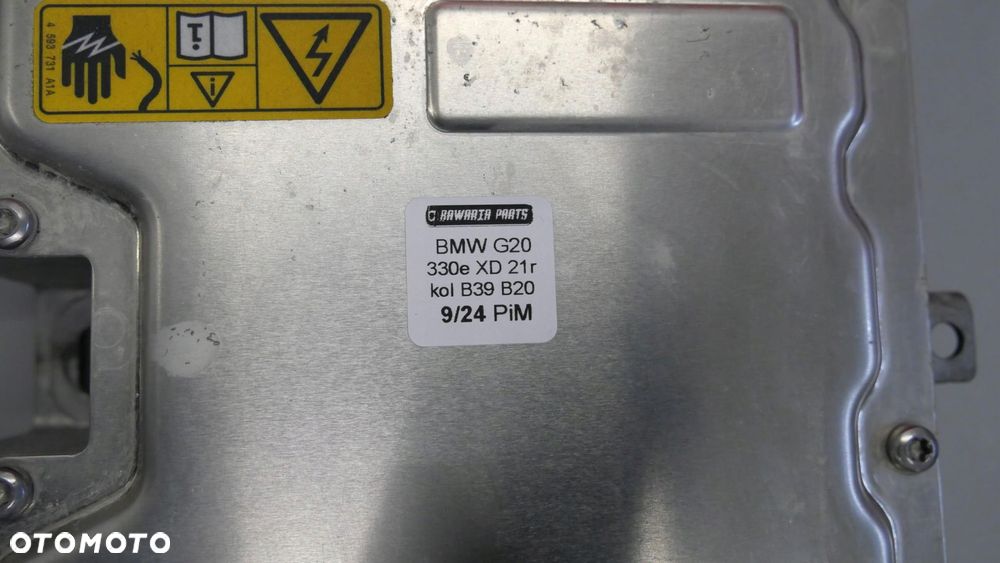 4 593 731 A1A
BAWARIA PARTS
BMW G20
330e XD 21r
kol B39 B20
9/24 PiM
OTOMOTO